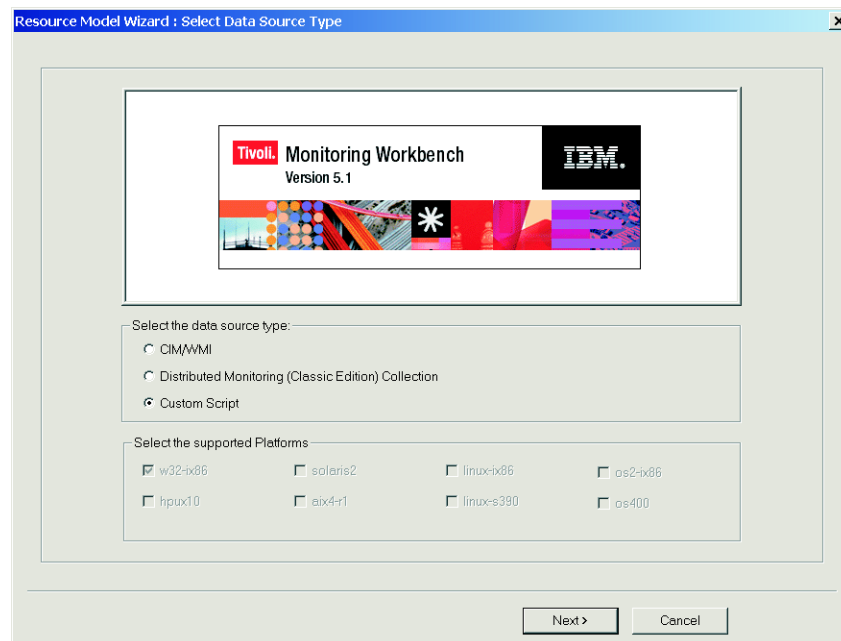 Resource Model Wizard : Select Data Source Type
Tivoli.
Monitoring Workbench
Version 5.1
IBM.
Select the data source type:
CIM/WMI
Distributed Monitoring (Classic Edition) Collection
Custom Script
Select the supported Platforms
w32-ix86 solaris2 linux-ix86 os2-ix86
hpux10 aix4-r1 linux-s390 os400
Next > Cancel